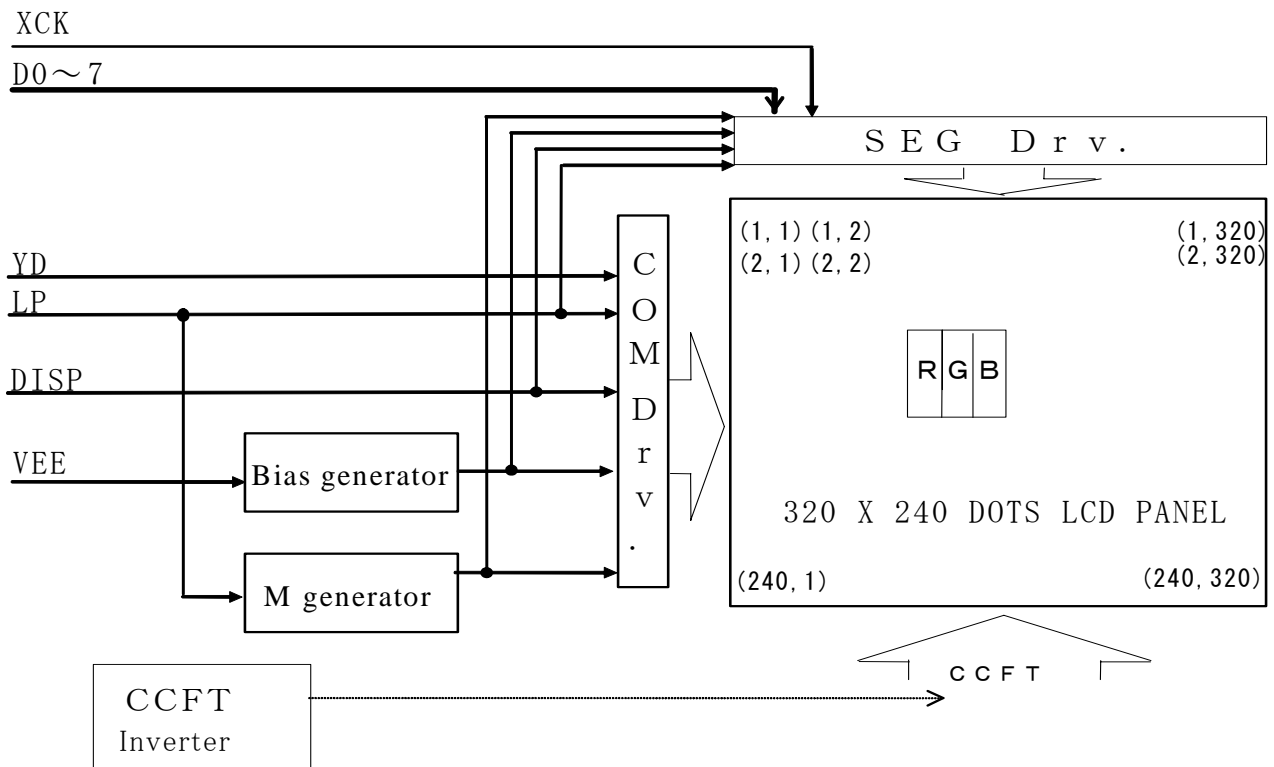 XCK
D0～7
SEG Drv.
(1,1) (1,2) (1,320)
(2,1) (2,2) (2,320)
YD
LP
COM Drv.
R G B
DISP
VEE
Bias generator
320 X 240 DOTS LCD PANEL
M generator
(240,1) (240,320)
CCFT
CCFT
Inverter